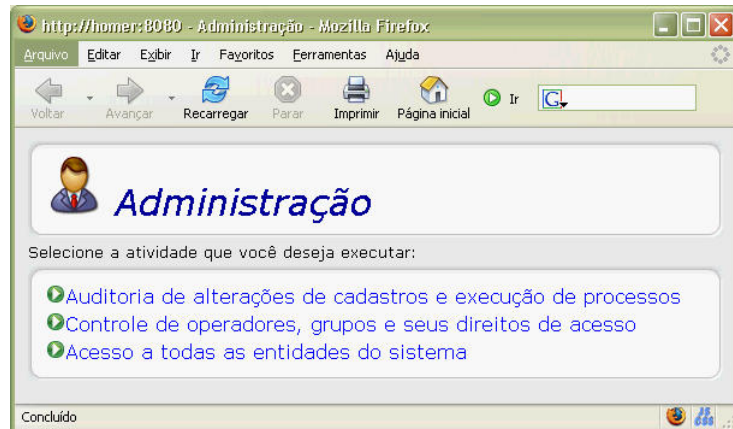 http://homer:8080 - Administração - Mozilla Firefox
Arquivo Editar Exibir Ir Favoritos Ferramentas Ajuda
Voltar Avançar Recarregar Parar Imprimir Página inicial Ir G
Administração
Selecione a atividade que você deseja executar:
Auditoria de alterações de cadastros e execução de processos
Controle de operadores, grupos e seus direitos de acesso
Acesso a todas as entidades do sistema
Concluído JS CSS